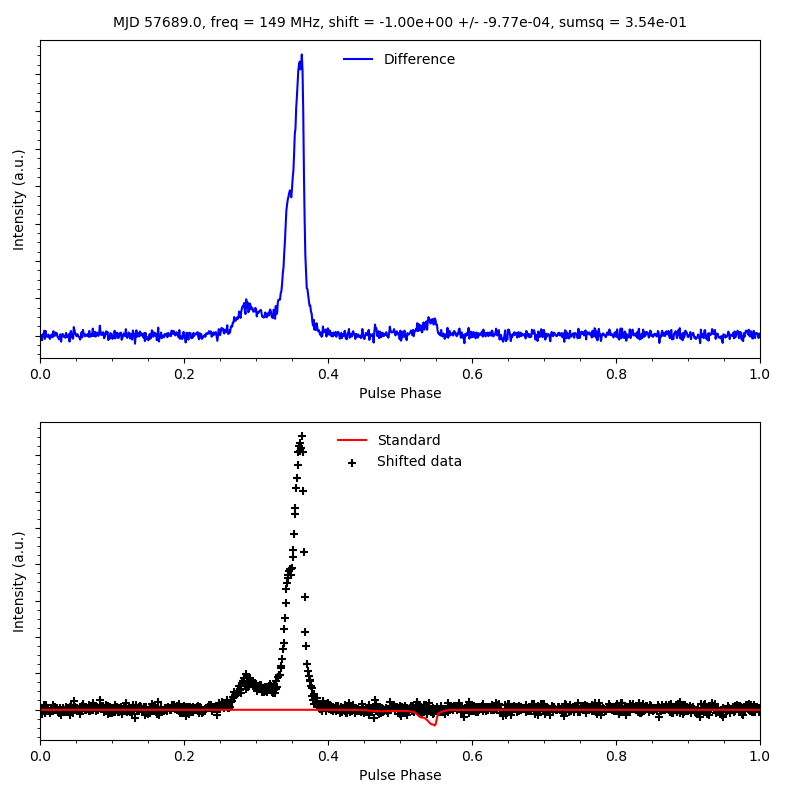 MJD 57689.0, freq = 149 MHz, shift = -1.00e+00 +/- -9.77e-04, sumsq = 3.54e-01
Difference
Intensity (a.u.)
0.0 0.2 0.4 0.6 0.8 1.0
Pulse Phase
Standard
Shifted data
Intensity (a.u.)
0.0 0.2 0.4 0.6 0.8 1.0
Pulse Phase